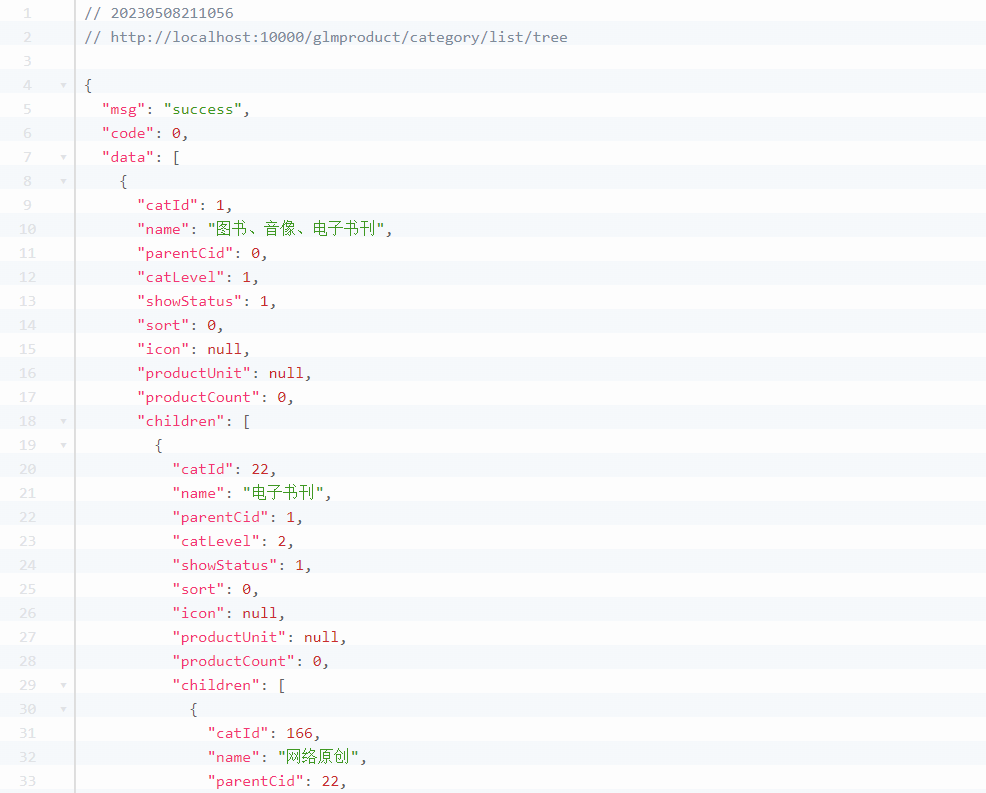 1 // 20230508211056
2 // http://localhost:10000/glmproduct/category/list/tree
3
4 {
5 "msg": "success",
6 "code": 0,
7 "data": [
8 {
9 "catId": 1,
10 "name": "图书、音像、电子书刊",
11 "parentCid": 0,
12 "catLevel": 1,
13 "showStatus": 1,
14 "sort": 0,
15 "icon": null,
16 "productUnit": null,
17 "productCount": 0,
18 "children": [
19 {
20 "catId": 22,
21 "name": "电子书刊",
22 "parentCid": 1,
23 "catLevel": 2,
24 "showStatus": 1,
25 "sort": 0,
26 "icon": null,
27 "productUnit": null,
28 "productCount": 0,
29 "children": [
30 {
31 "catId": 166,
32 "name": "网络原创",
33 "parentCid": 22,